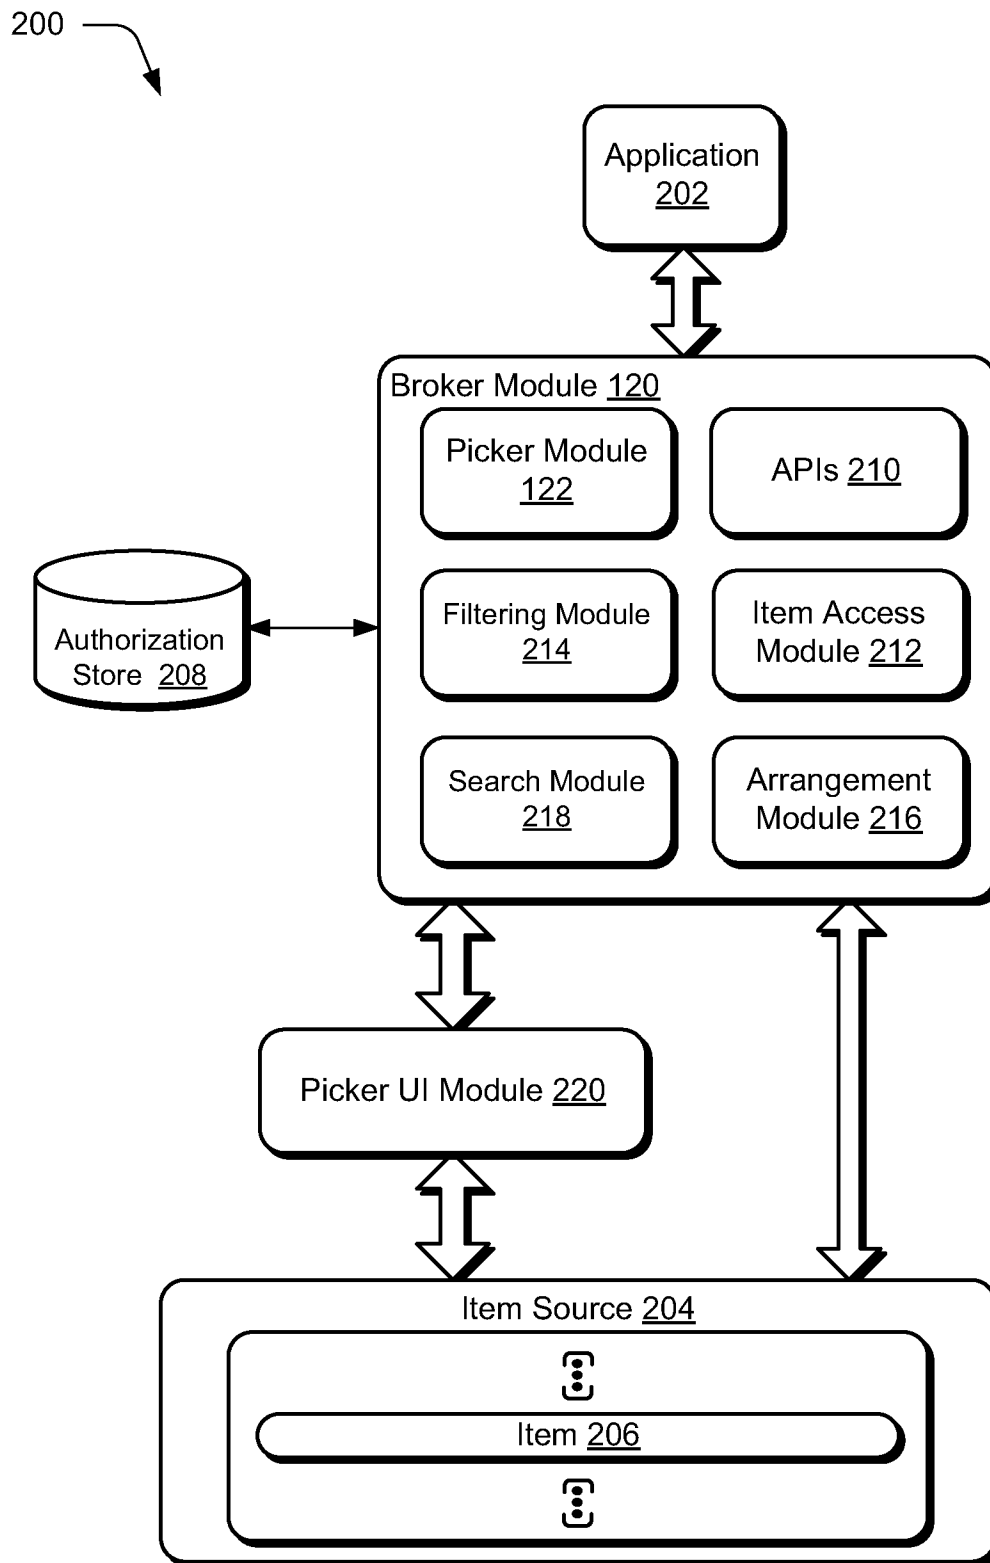 200
Application
202
Broker Module 120
Picker Module
122
APIs 210
Filtering Module
214
Item Access
Module 212
Authorization
Store 208
Search Module
218
Arrangement
Module 216
Picker UI Module 220
Item Source 204
Item 206